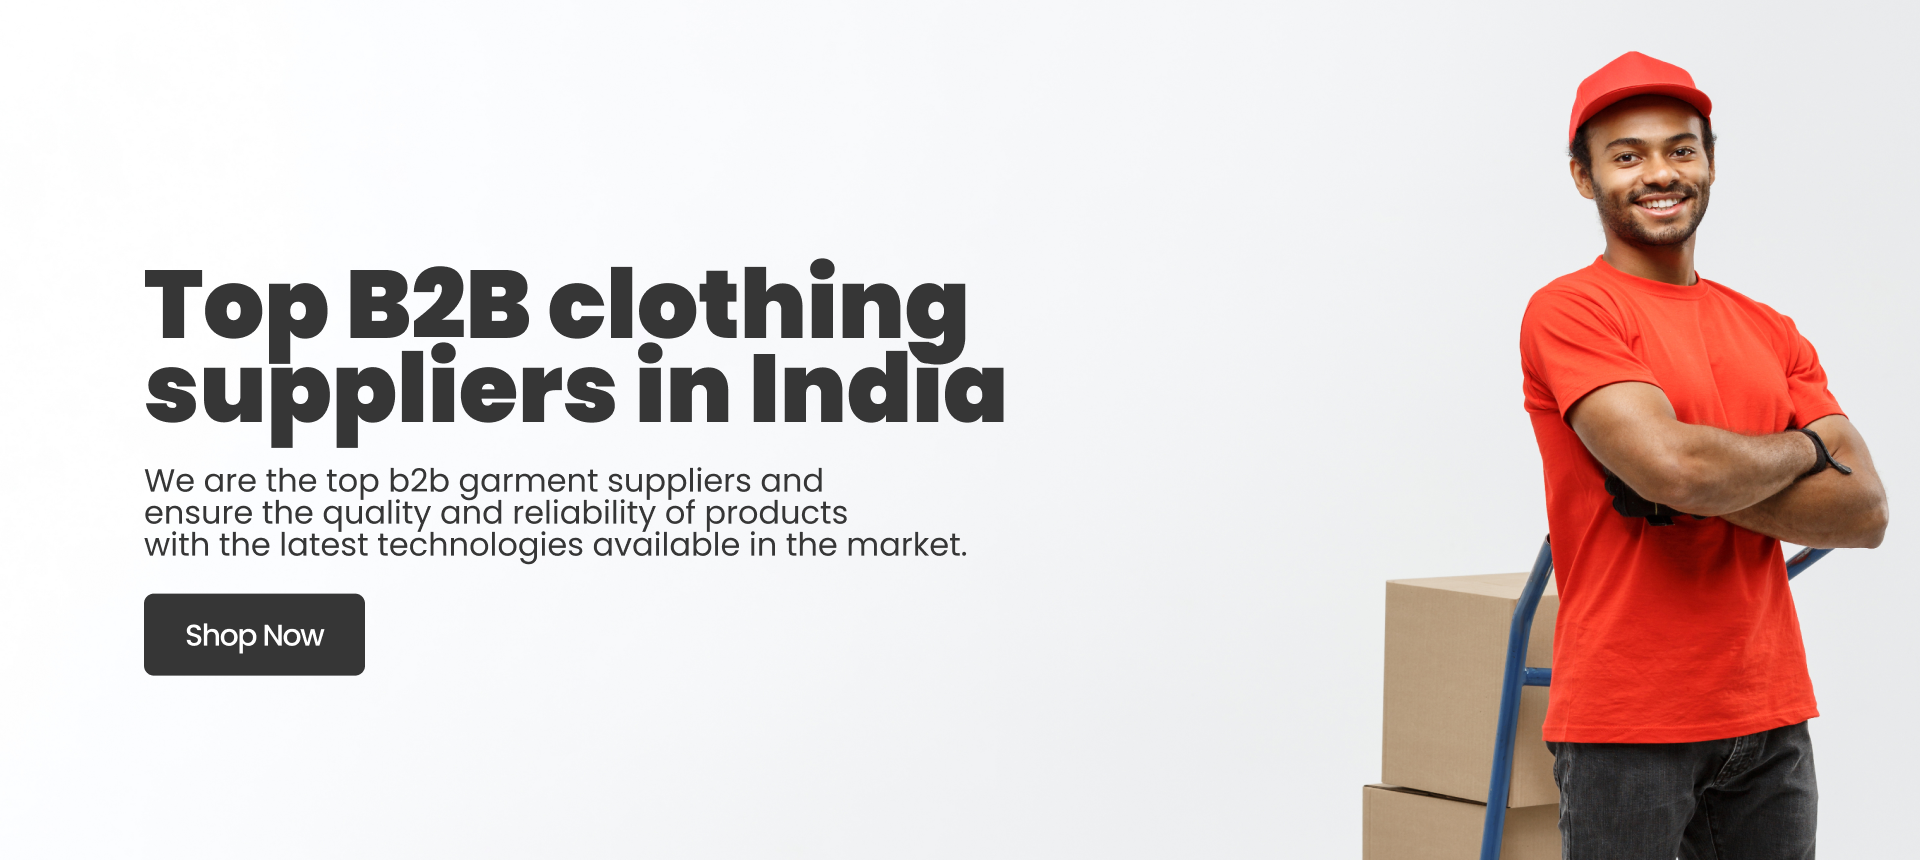 Top B2B clothing
suppliers in India
We are the top b2b garment suppliers and
ensure the quality and reliability of products
with the latest technologies available in the market.
Shop Now